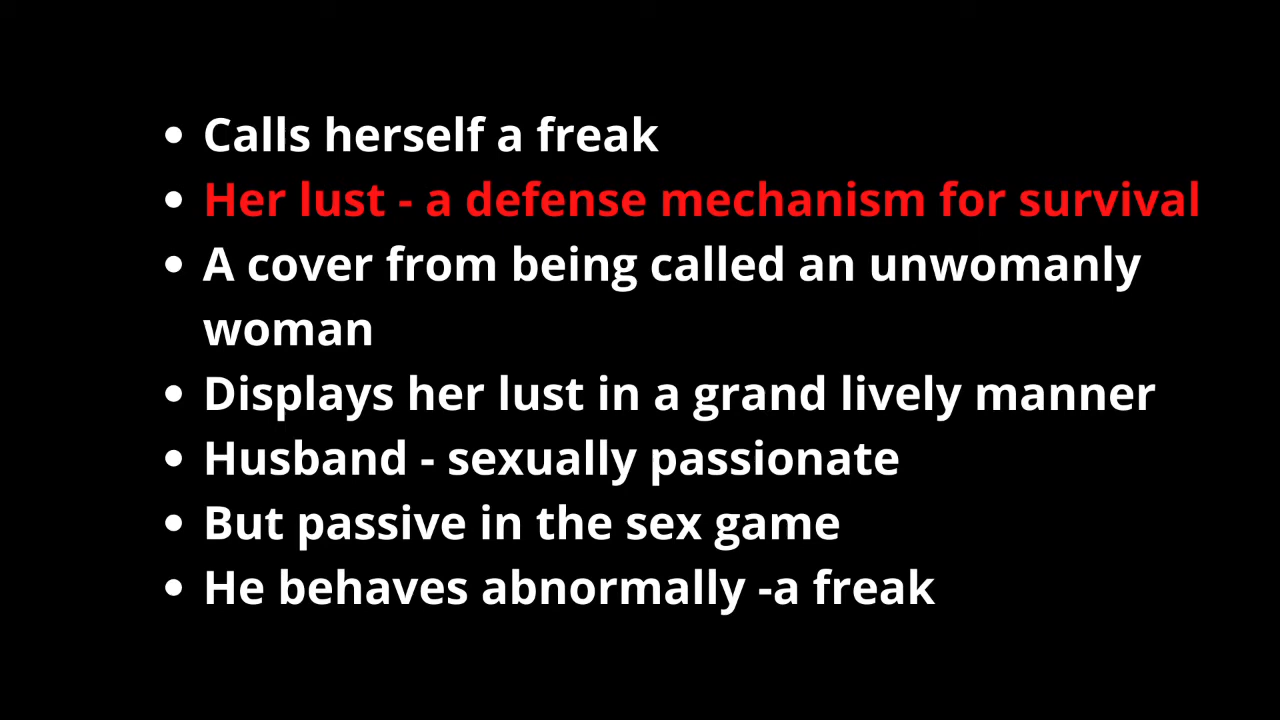 • Calls herself a freak
• Her lust - a defense mechanism for survival
• A cover from being called an unwomanly
woman
• Displays her lust in a grand lively manner
• Husband - sexually passionate
• But passive in the sex game
• He behaves abnormally -a freak